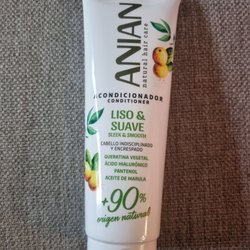 ANIAN
natural hair care
ACONDICIONADOR
CONDITIONER
LISO &
SUAVE
SLEEK & SMOOTH
CABELLO INDISCIPLINADO
Y ENCRESPADO
QUERATINA VEGETAL
ÁCIDO HIALURÓNICO
PANTENOL
ACEITE DE MARULA
+90%
origen natural